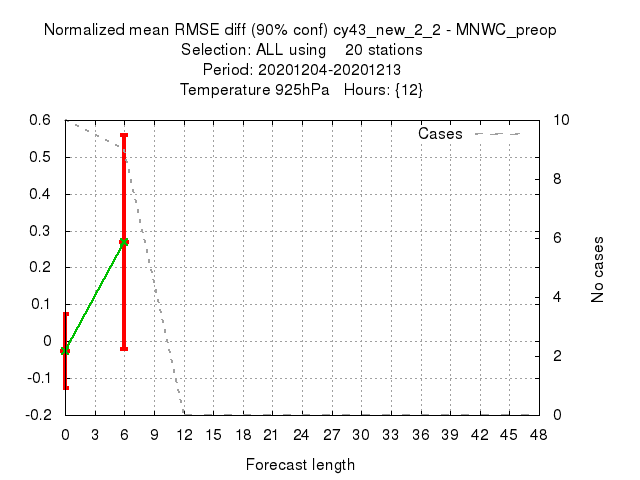 Normalized mean RMSE diff (90% conf) cy43_new_2_2 - MNWC_preop
Selection: ALL using 20 stations
Period: 20201204-20201213
Temperature 925hPa Hours: {12}
Cases
0.6
0.5
0.4
0.3
0.2
0.1
0
-0.1
-0.2
10
8
6
4
2
0
No cases
0 3 6 9 12 15 18 21 24 27 30 33 36 39 42 45 48
Forecast length